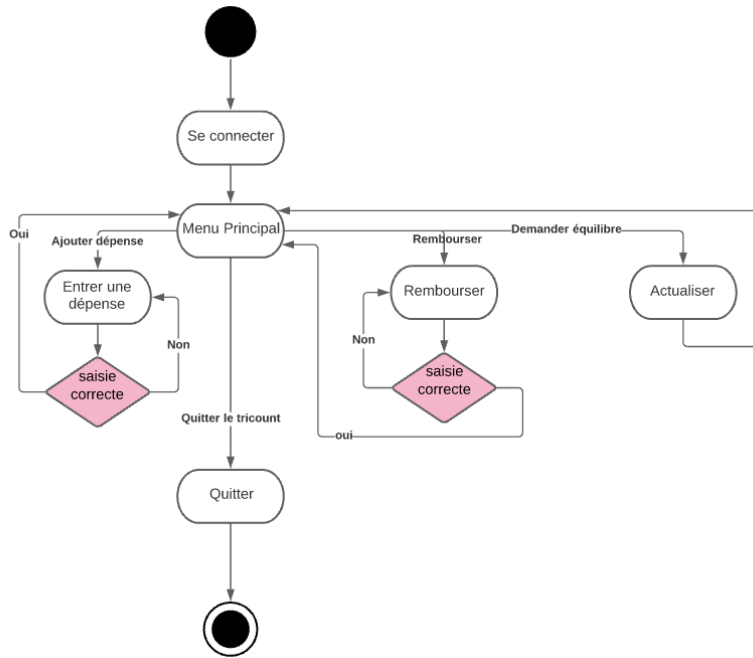 Se connecter
Menu Principal
Oui
Ajouter dépense
Rembourser
Demander équilibre
Entrer une
dépense
Rembourser
Actualiser
Non
Non
saisie
correcte
saisie
correcte
Quitter le tricount
oui
Quitter